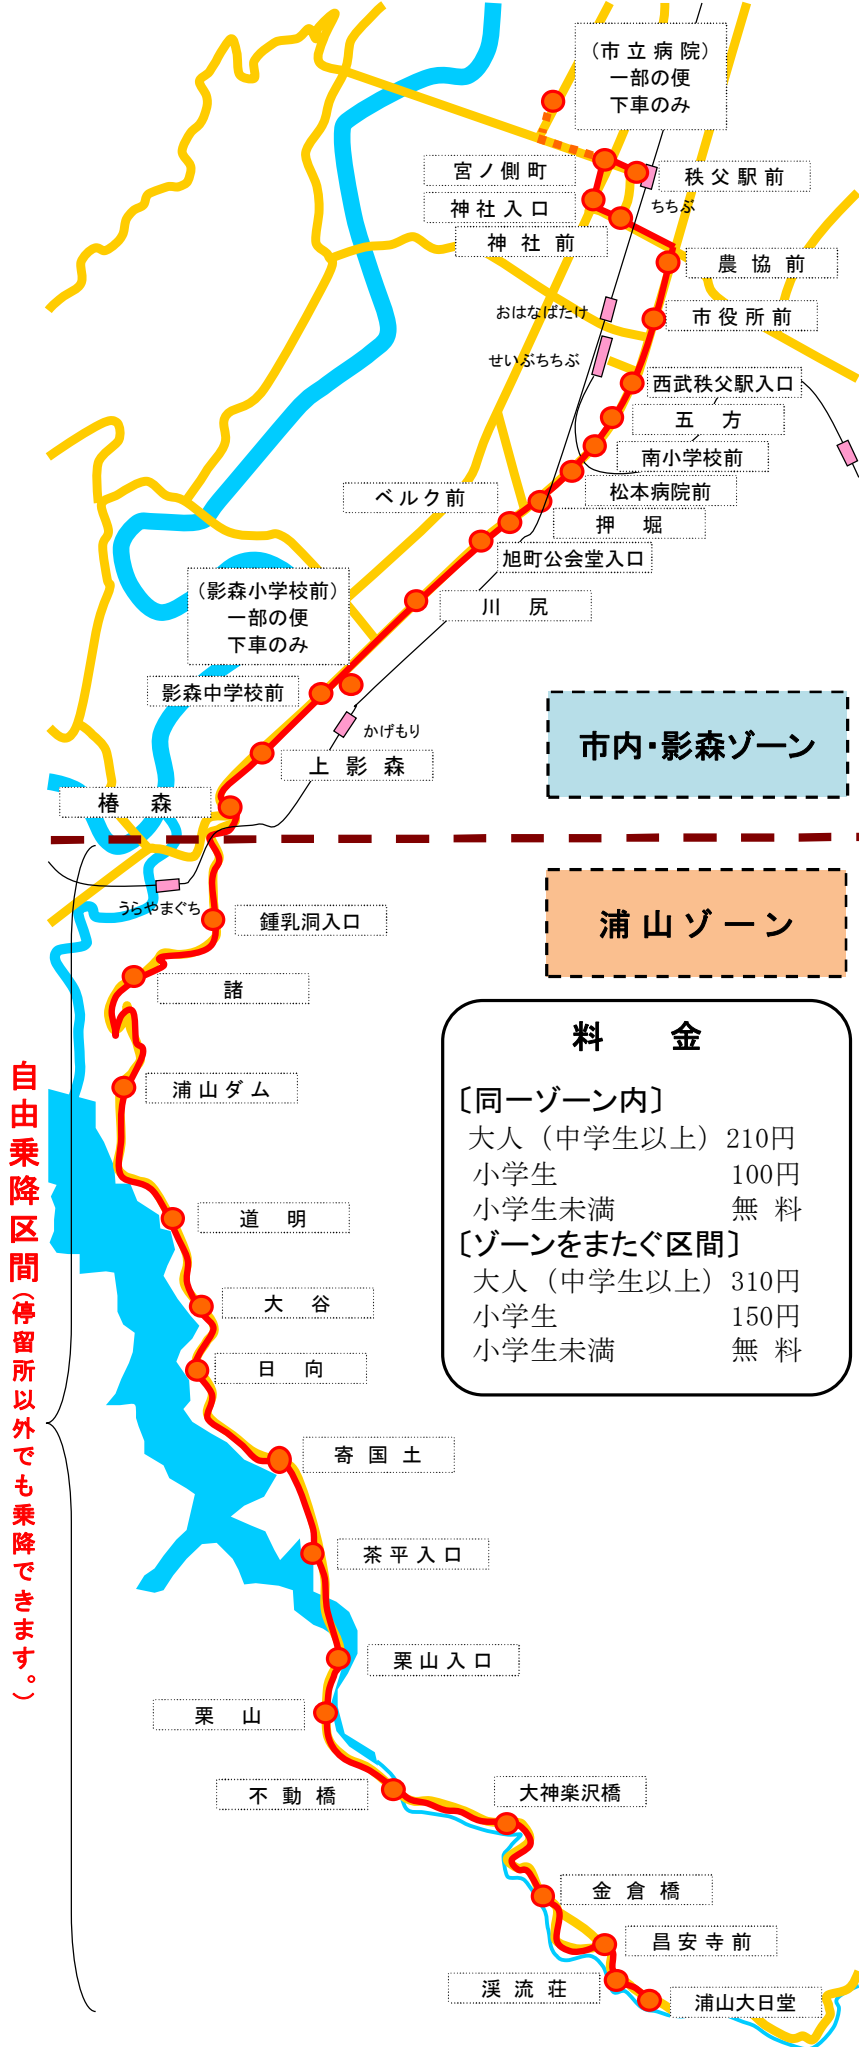 （市立病院）
一部の便
下車のみ
宮ノ側町
秩父駅前
ちちぶ
神社入口
神社前
農協前
おはなばたけ
市役所前
せいぶちちぶ
西武秩父駅入口
五方
南小学校前
ベルク前
松本病院前
押堀
旭町公会堂入口
（影森小学校前）
一部の便
下車のみ
川尻
影森中学校前
かげもり
上影森
市内・影森ゾーン
椿森
うらやまぐち
鍾乳洞入口
浦山ゾーン
諸
浦山ダム
料金
〔同一ゾーン内〕
大人（中学生以上）210円
小学生 100円
小学生未満 無料
〔ゾーンをまたぐ区間〕
大人（中学生以上）310円
小学生 150円
小学生未満 無料
自由乗降区間（停留所以外でも乗降できます。）
道明
大谷
日向
寄国土
茶平入口
栗山入口
栗山
不動橋
大神楽沢橋
金倉橋
昌安寺前
渓流荘
浦山大日堂